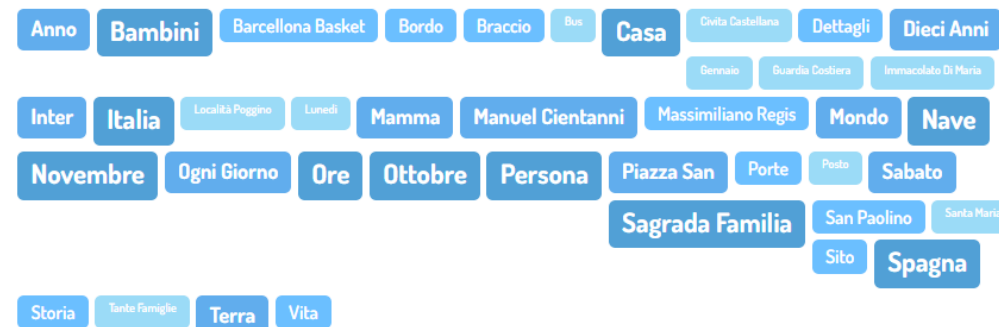 Anno Bambini Barcellona Basket Bordo Braccio Bus Casa Civita Castellana Dettagli Dieci Anni
Gennaio Guardia Costiera Immacolato Di Maria
Inter Italia Località Poggino Lunedì Mamma Manuel Cientanni Massimiliano Regis Mondo Nave
Novembre Ogni Giorno Ore Ottobre Persona Piazza San Porte Posto Sabato
Sagrada Familia San Paolino Santa Maria
Sito Spagna
Storia Tante Famiglie Terra Vita